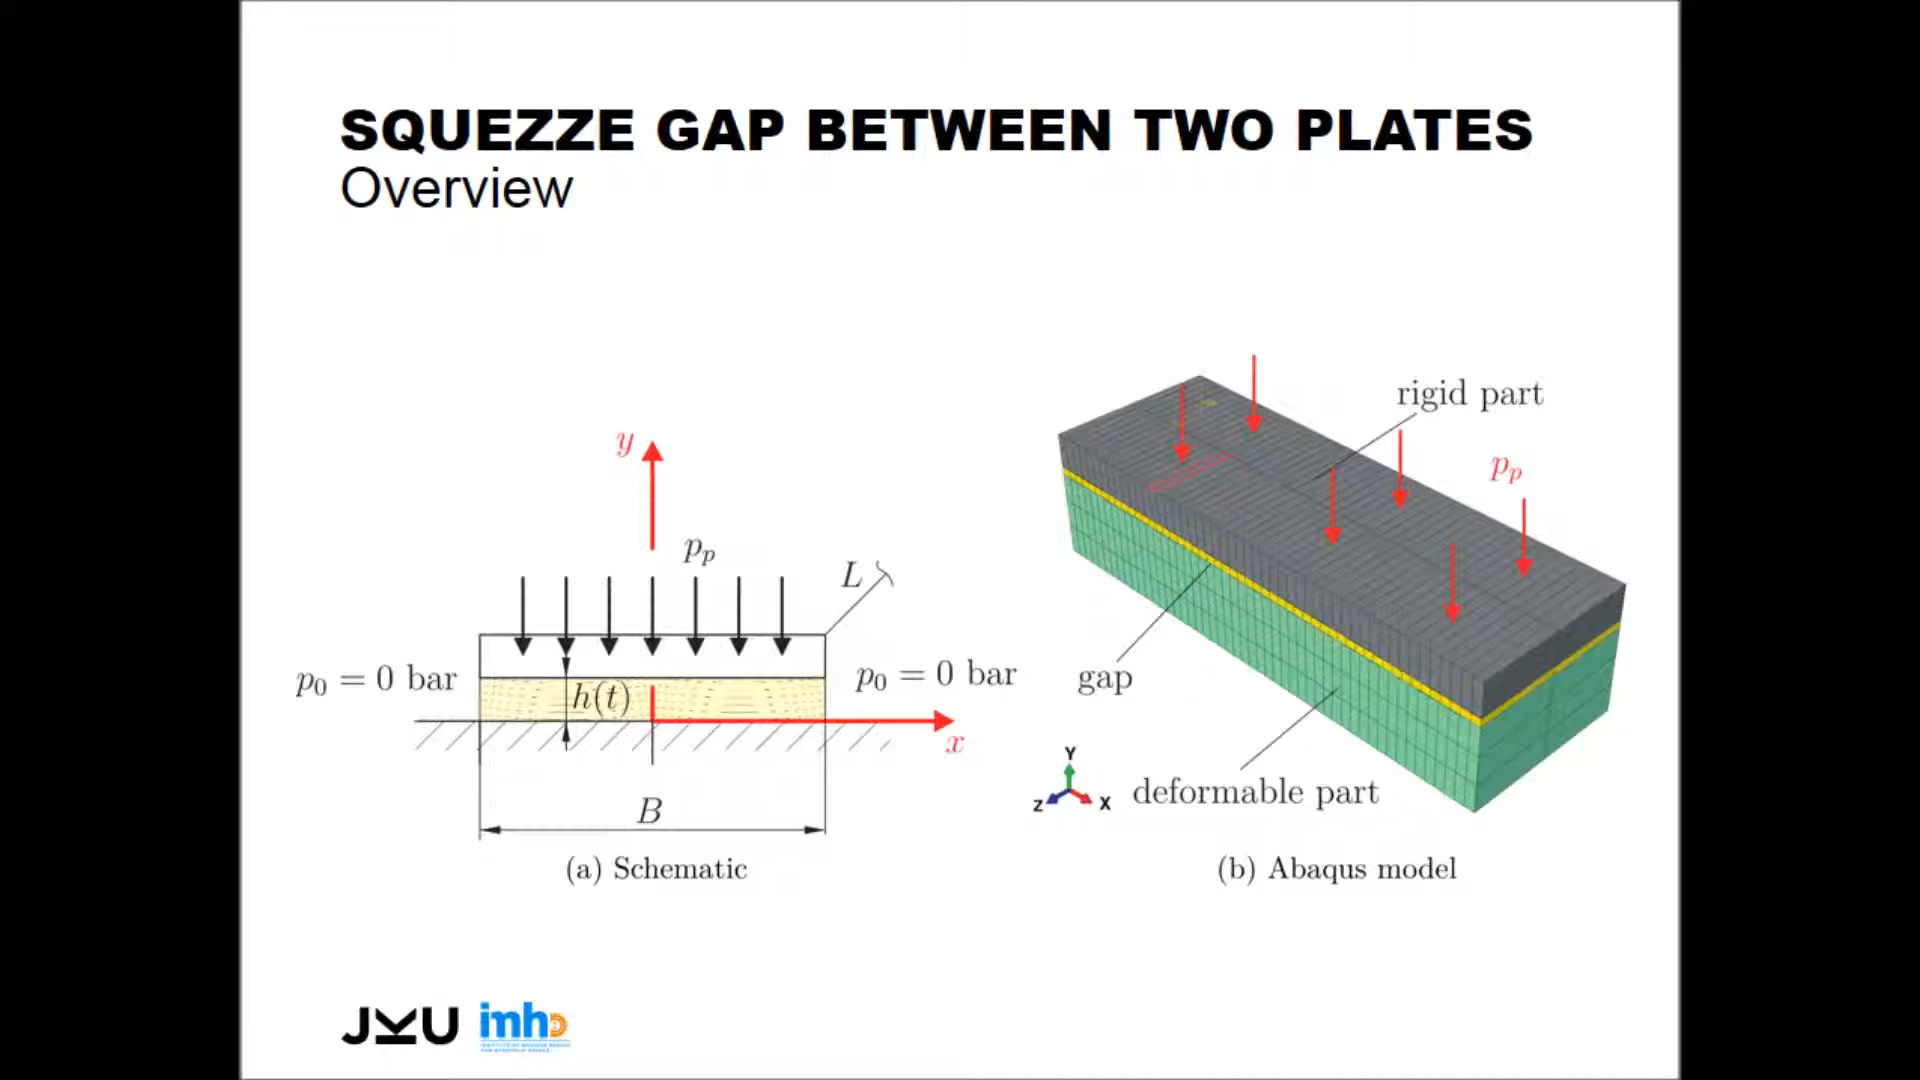 SQUEZZE GAP BETWEEN TWO PLATES
Overview
y
p_p
L
p_0 = 0 bar
h(t)
p_0 = 0 bar
x
B
(a) Schematic
rigid part
p_p
gap
deformable part
Y
Z
X
(b) Abaqus model
JKU
imh